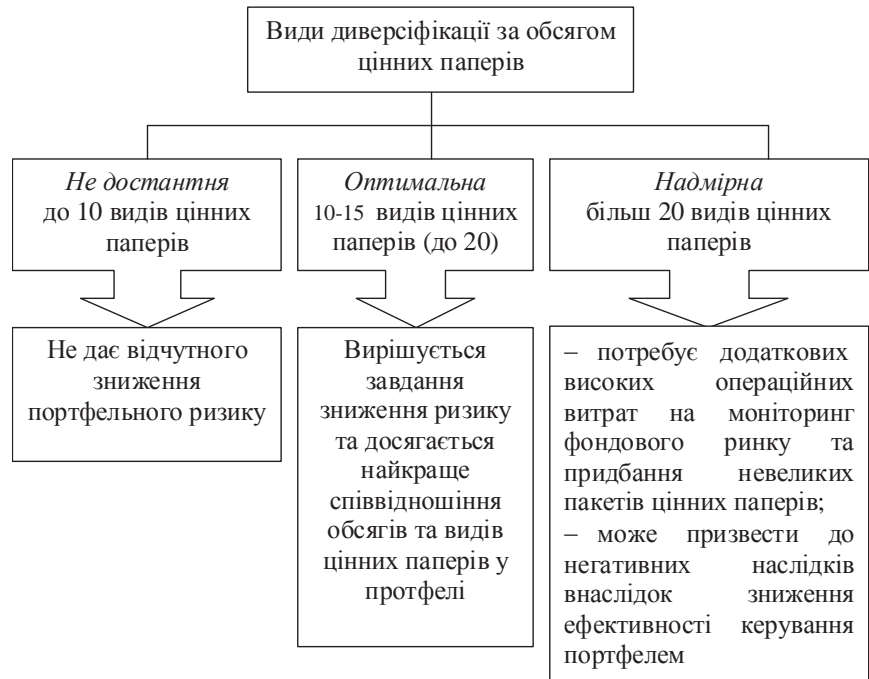 Види диверсіфікації за обсягом
цінних паперів
Не достантня
до 10 видів цінних
паперів
Оптимальна
10-15 видів цінних
паперів (до 20)
Надмірна
більш 20 видів цінних
паперів
Не дає відчутного
зниження
портфельного ризику
Вирішується
завдання
зниження ризику
та досягається
найкраще
співвідношіння
обсягів та видів
цінних паперів у
протфелі
– потребує додаткових
високих операційних
витрат на моніторинг
фондового ринку та
придбання невеликих
пакетів цінних паперів;
– може призвести до
негативних наслідків
внаслідок зниження
ефективності керування
портфелем